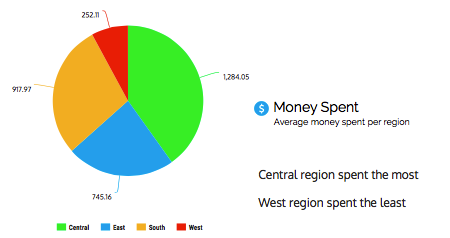 252.11
1,284.05
917.97
745.16
Central East South West
$ Money Spent
Average money spent per region
Central region spent the most
West region spent the least